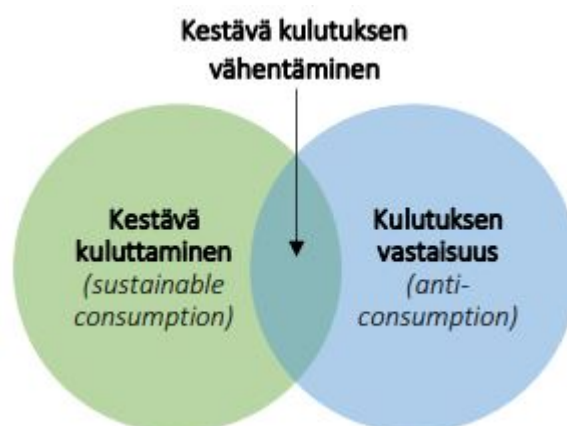 Kestävä kulutuksen
vähentäminen
Kestävä
kuluttaminen
(sustainable
consumption)
Kulutuksen
vastaisuus
(anti-
consumption)